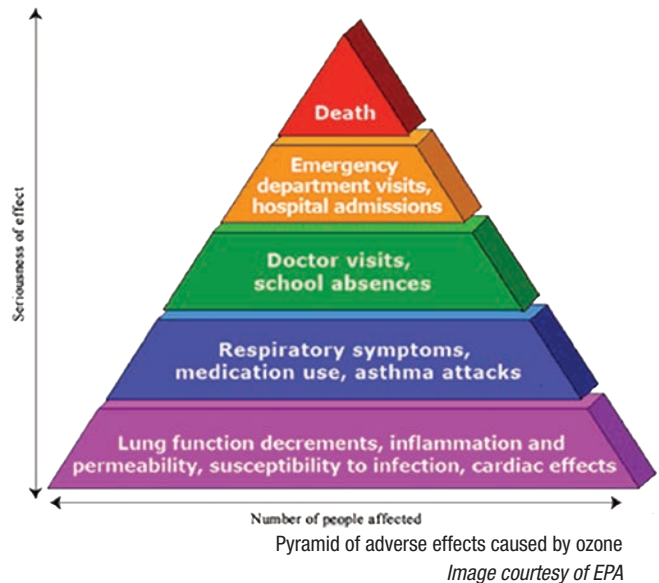 Seriousness of effect
Death
Emergency
department visits,
hospital admissions
Doctor visits,
school absences
Respiratory symptoms,
medication use, asthma attacks
Lung function decrements, inflammation and
permeability, susceptibility to infection, cardiac effects
Number of people affected
Pyramid of adverse effects caused by ozone
Image courtesy of EPA